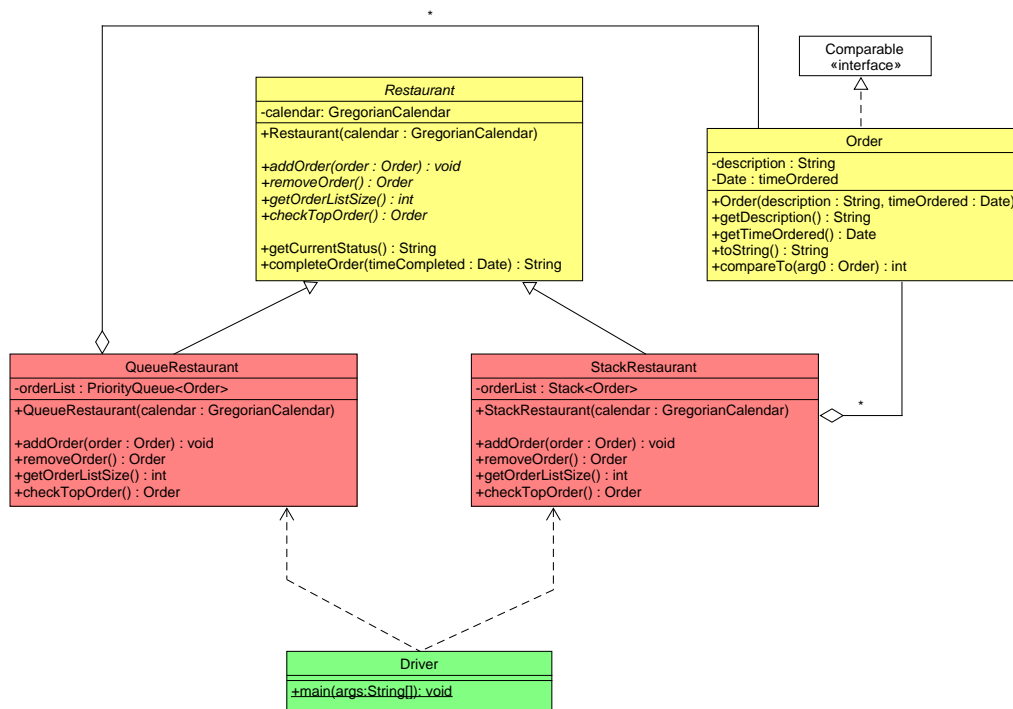 *
Comparable
«interface»
Restaurant
-calendar: GregorianCalendar
+Restaurant(calendar : GregorianCalendar)
+addOrder(order : Order) : void
+removeOrder() : Order
+getOrderListSize() : int
+checkTopOrder() : Order
+getCurrentStatus() : String
+completeOrder(timeCompleted : Date) : String
Order
-description : String
-Date : timeOrdered
+Order(description : String, timeOrdered : Date)
+getDescription() : String
+getTimeOrdered() : Date
+toString() : String
+compareTo(arg0 : Order) : int
QueueRestaurant
-orderList : PriorityQueue<Order>
+QueueRestaurant(calendar : GregorianCalendar)
+addOrder(order : Order) : void
+removeOrder() : Order
+getOrderListSize() : int
+checkTopOrder() : Order
StackRestaurant
-orderList : Stack<Order>
+StackRestaurant(calendar : GregorianCalendar)
+addOrder(order : Order) : void
+removeOrder() : Order
+getOrderListSize() : int
+checkTopOrder() : Order
*
Driver
+main(args:String[]): void